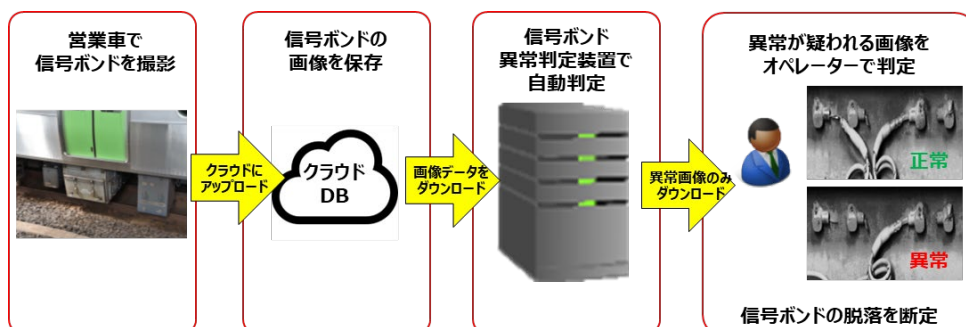 営業車で
信号ボンドを撮影
クラウドに
アップロード
信号ボンドの
画像を保存
クラウド
DB
画像データを
ダウンロード
信号ボンド
異常判定装置で
自動判定
異常画像のみ
ダウンロード
異常が疑われる画像を
オペレーターで判定
正常
異常
信号ボンドの脱落を断定